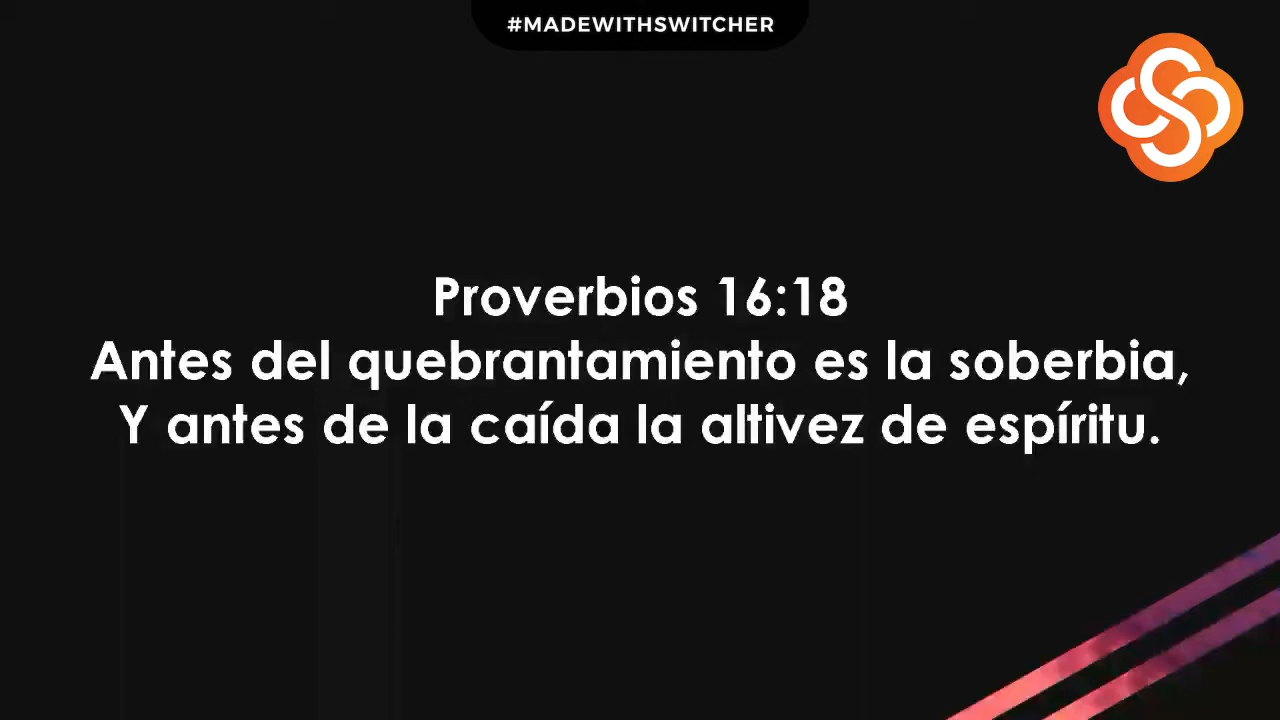 #MADEWITHSWITCHER
Proverbios 16:18
Antes del quebrantamiento es la soberbia,
Y antes de la caída la altivez de espíritu.